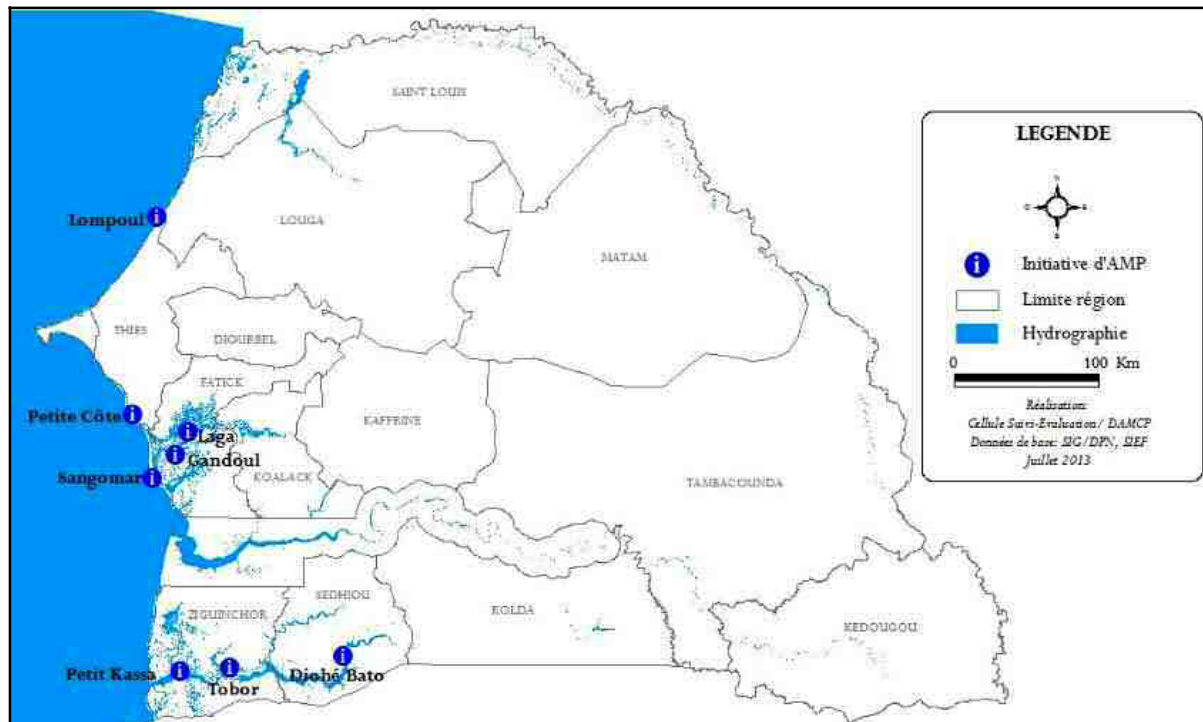 SAINT LOUIS
Lompoul
LOUGA
MATAM
THIES
DIOURBEL
FATICK
Petite Côte
KAFFRINE
Laga
Gandoul
Sangomar
KOALACK
TAMBACOUNDA
SEDHIOU
ZIGUINCHOR
KOLDA
KEDOUGOU
Petit Kassa
Tobor
Diohé Bato
LEGENDE
Initiative d'AMP
Limite région
Hydrographie
0 100 Km
Réalisation:
Cellule Suivi-Evaluation / DAMCP
Données de base: SIG/DPN, SIEF
Juillet 2013